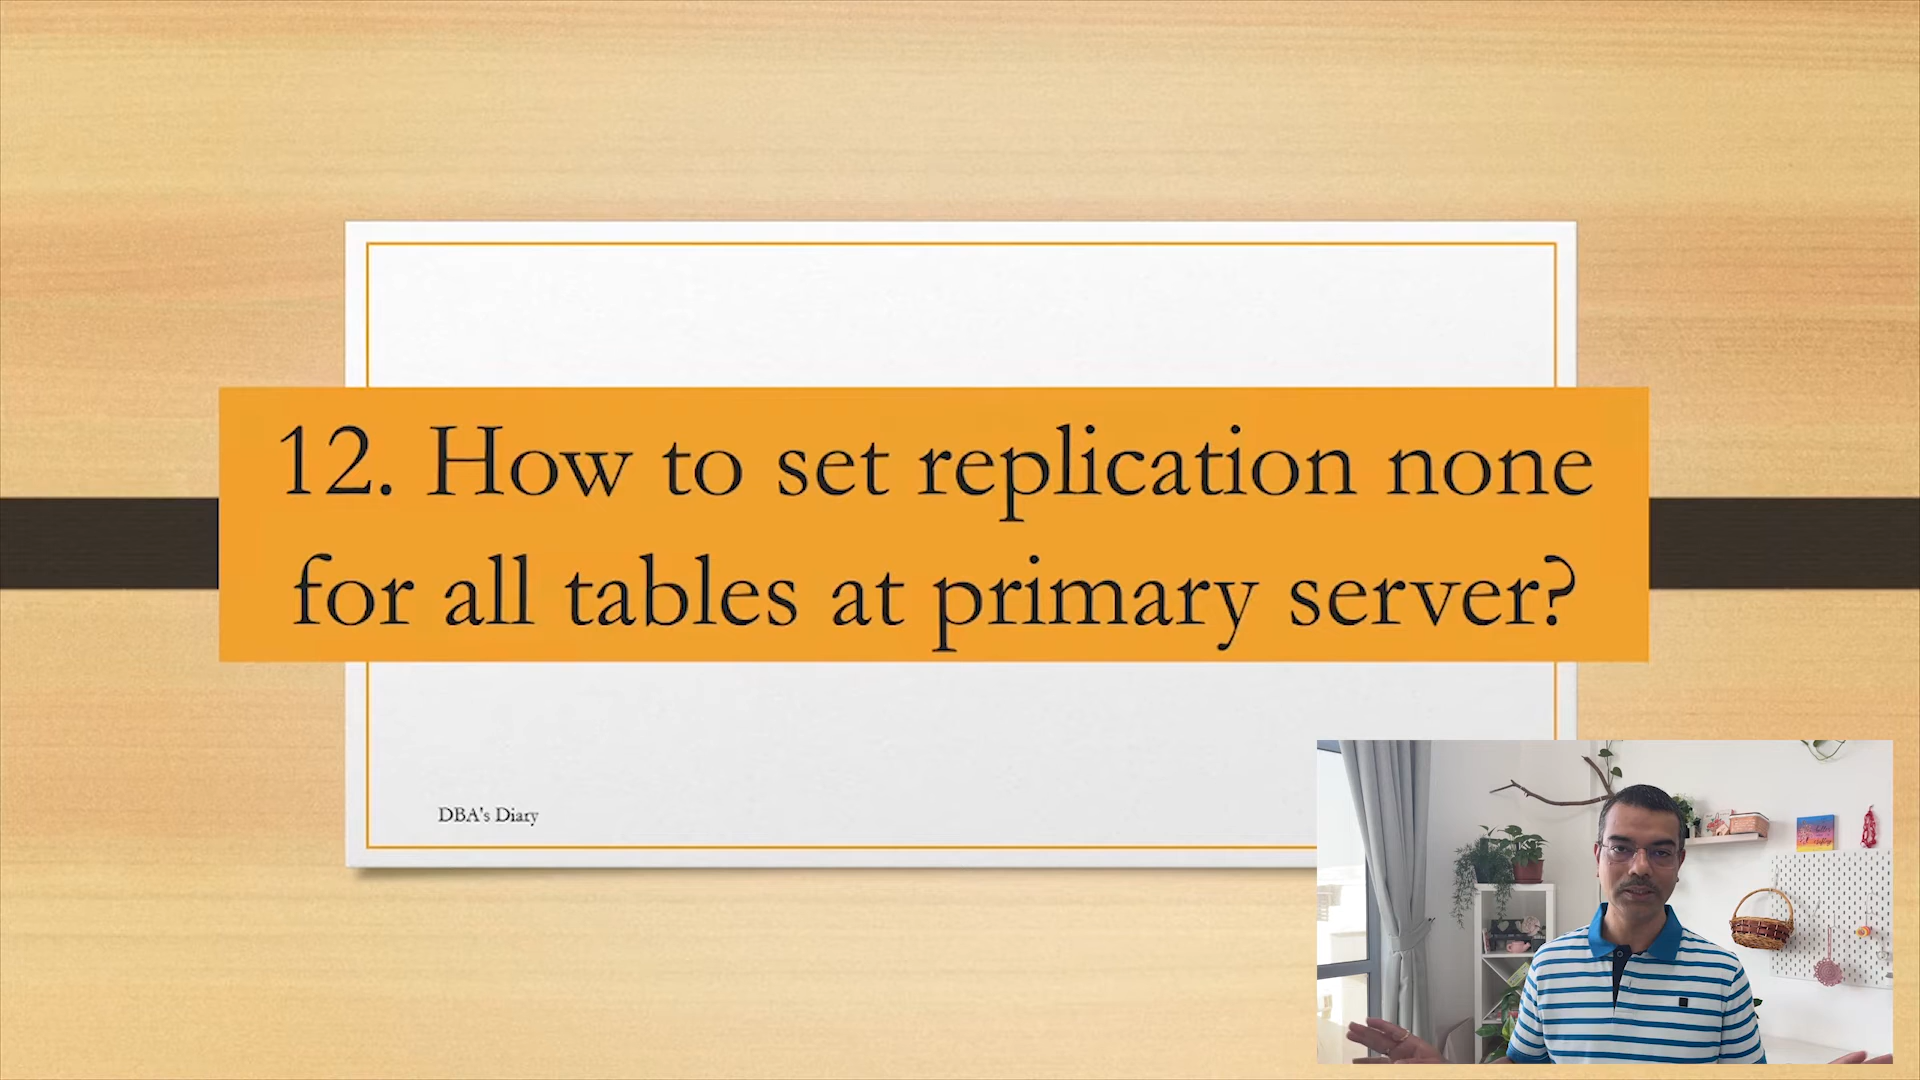 12. How to set replication none
for all tables at primary server?
DBA's Diary